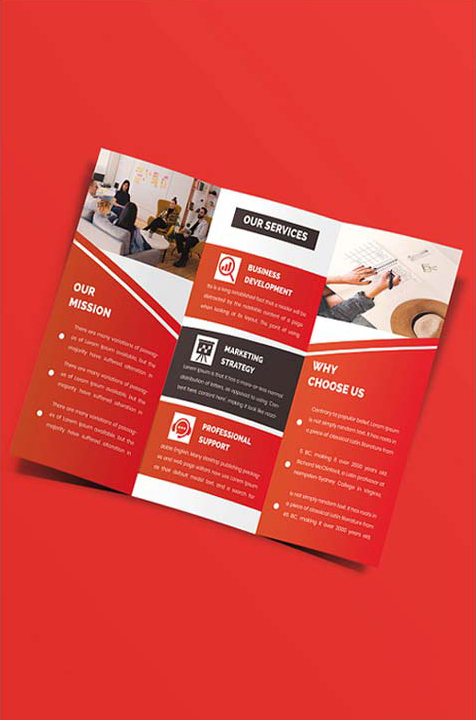 OUR
MISSION
There are many variations of passag-
es of Lorem Ipsum available, but the
majority have suffered alteration in
There are many variations of passag-
es of Lorem Ipsum available, but the
majority have suffered alteration in
There are many variations of passag-
es of Lorem Ipsum available, but the
majority have suffered alteration in
OUR SERVICES
BUSINESS
DEVELOPMENT
It is a long established fact that a reader will be
distracted by the readable content of a page
when looking at its layout. The point of using
MARKETING
STRATEGY
Lorem Ipsum is that it has a more-or-less normal
distribution of letters, as opposed to using. Con-
tent here, content here', making it look like read-
PROFESSIONAL
SUPPORT
able English. Many desktop publishing packag-
es and web page editors now use Lorem Ipsum
as their default model text, and a search for
WHY
CHOOSE US
Contrary to popular belief, Lorem Ipsum
is not simply random text. It has roots in
a piece of classical Latin literature from
5 BC, making it over 2000 years old.
Richard McClintock, a Latin professor at
Hampden-Sydney College in Virginia,
is not simply random text. It has roots in
a piece of classical Latin literature from
45 BC, making it over 2000 years old.